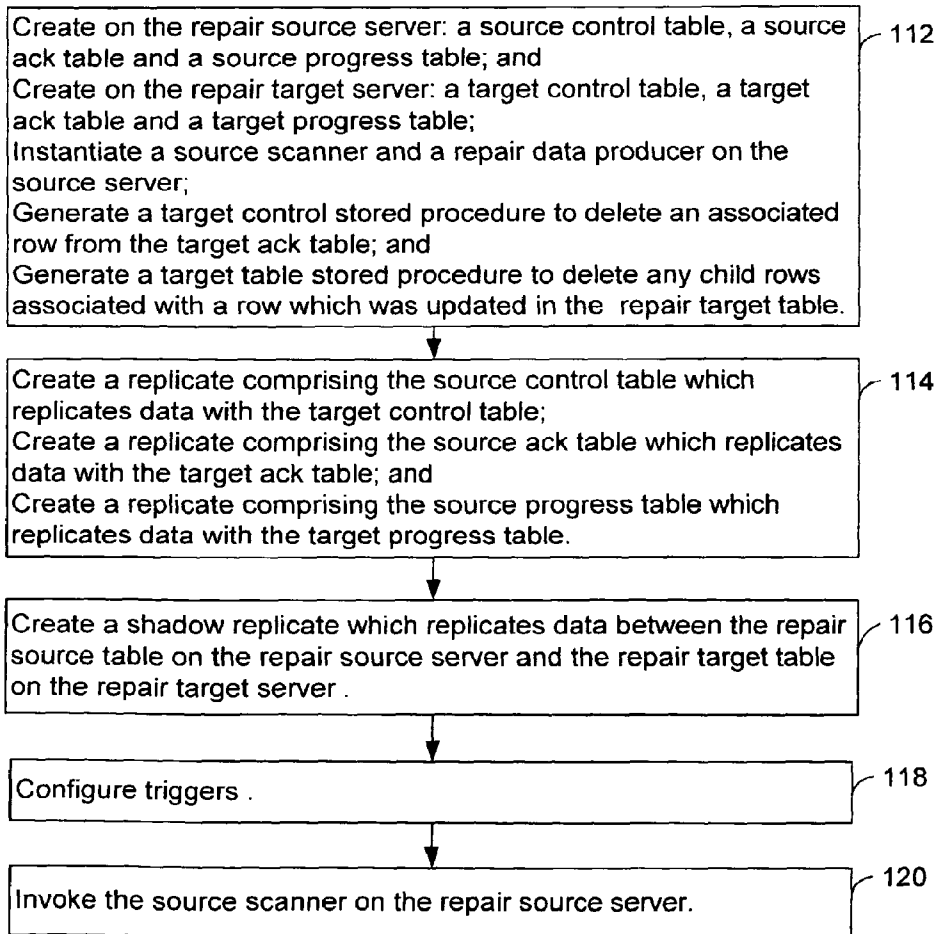 Create on the repair source server: a source control table, a source
112
ack table and a source progress table; and
Create on the repair target server: a target control table, a target
ack table and a target progress table;
Instantiate a source scanner and a repair data producer on the
source server;
Generate a target control stored procedure to delete an associated
row from the target ack table; and
Generate a target table stored procedure to delete any child rows
associated with a row which was updated in the repair target table.
Create a replicate comprising the source control table which
114
replicates data with the target control table;
Create a replicate comprising the source ack table which replicates
data with the target ack table; and
Create a replicate comprising the source progress table which
replicates data with the target progress table.
Create a shadow replicate which replicates data between the repair
116
source table on the repair source server and the repair target table
on the repair target server .
118
Configure triggers .
120
Invoke the source scanner on the repair source server.